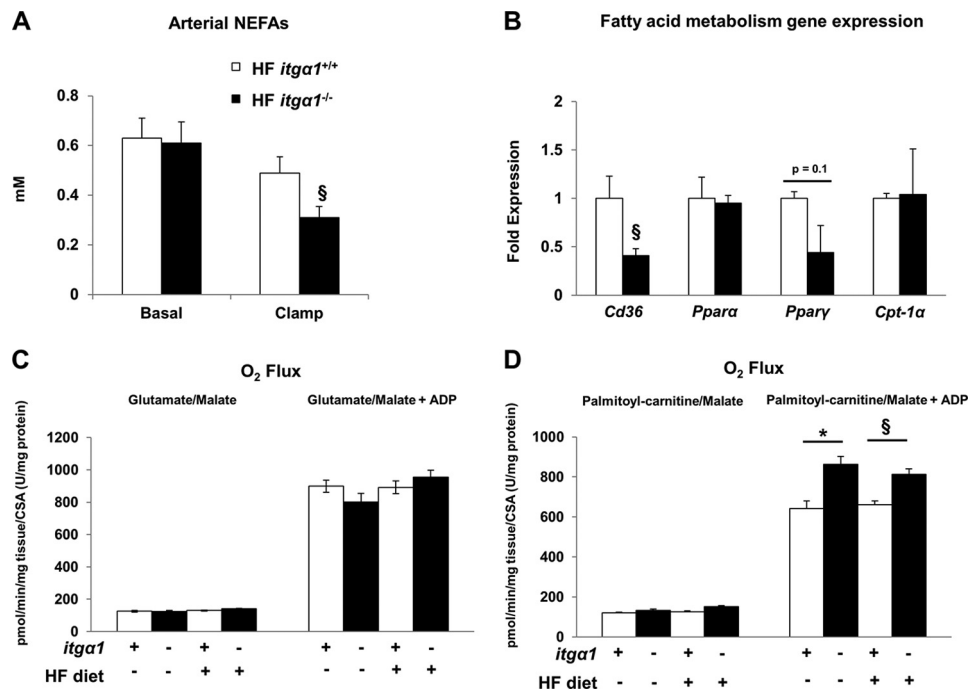 A
Arterial NEFAs
HF itgα1+/+
HF itgα1-/-
0.8
0.6
0.4
0.2
0
mM
§
Basal
Clamp
B
Fatty acid metabolism gene expression
2
1.5
1
0.5
0
Fold Expression
§
p = 0.1
Cd36
Pparα
Pparγ
Cpt-1α
C
O2 Flux
Glutamate/Malate
Glutamate/Malate + ADP
1200
1000
800
600
400
200
0
pmol/min/mg tissue/CSA (U/mg protein)
itgα1 + - + - + - + -
HF diet - - + + - - + +
D
O2 Flux
Palmitoyl-carnitine/Malate
Palmitoyl-carnitine/Malate + ADP
1000
800
600
400
200
0
pmol/min/mg tissue/CSA (U/mg protein)
*
§
itgα1 + - + - + - + -
HF diet - - + + - - + +